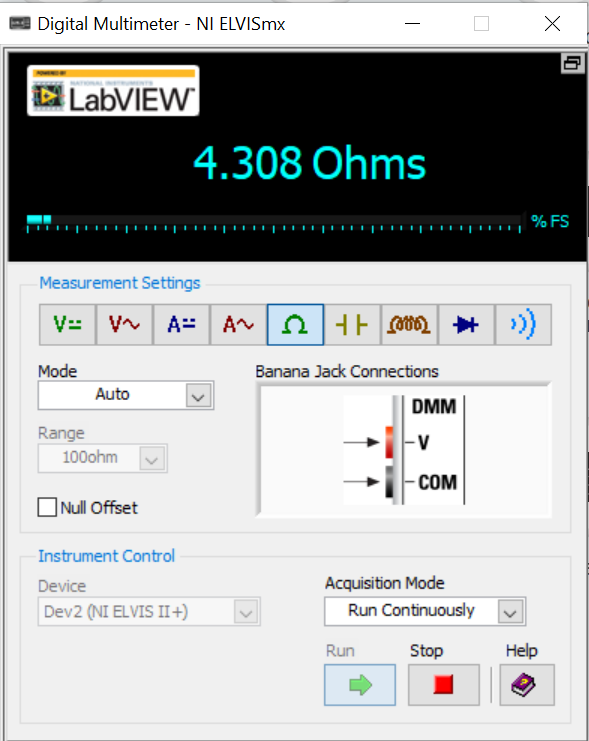 Digital Multimeter - NI ELVISmx
POWERED BY
NATIONAL INSTRUMENTS
LabVIEW™
4.308 Ohms
% FS
Measurement Settings
V V A A Ω
Mode
Auto
Banana Jack Connections
Range
100ohm
DMM
V
COM
Null Offset
Instrument Control
Device
Dev2 (NI ELVIS II+)
Acquisition Mode
Run Continuously
Run Stop Help